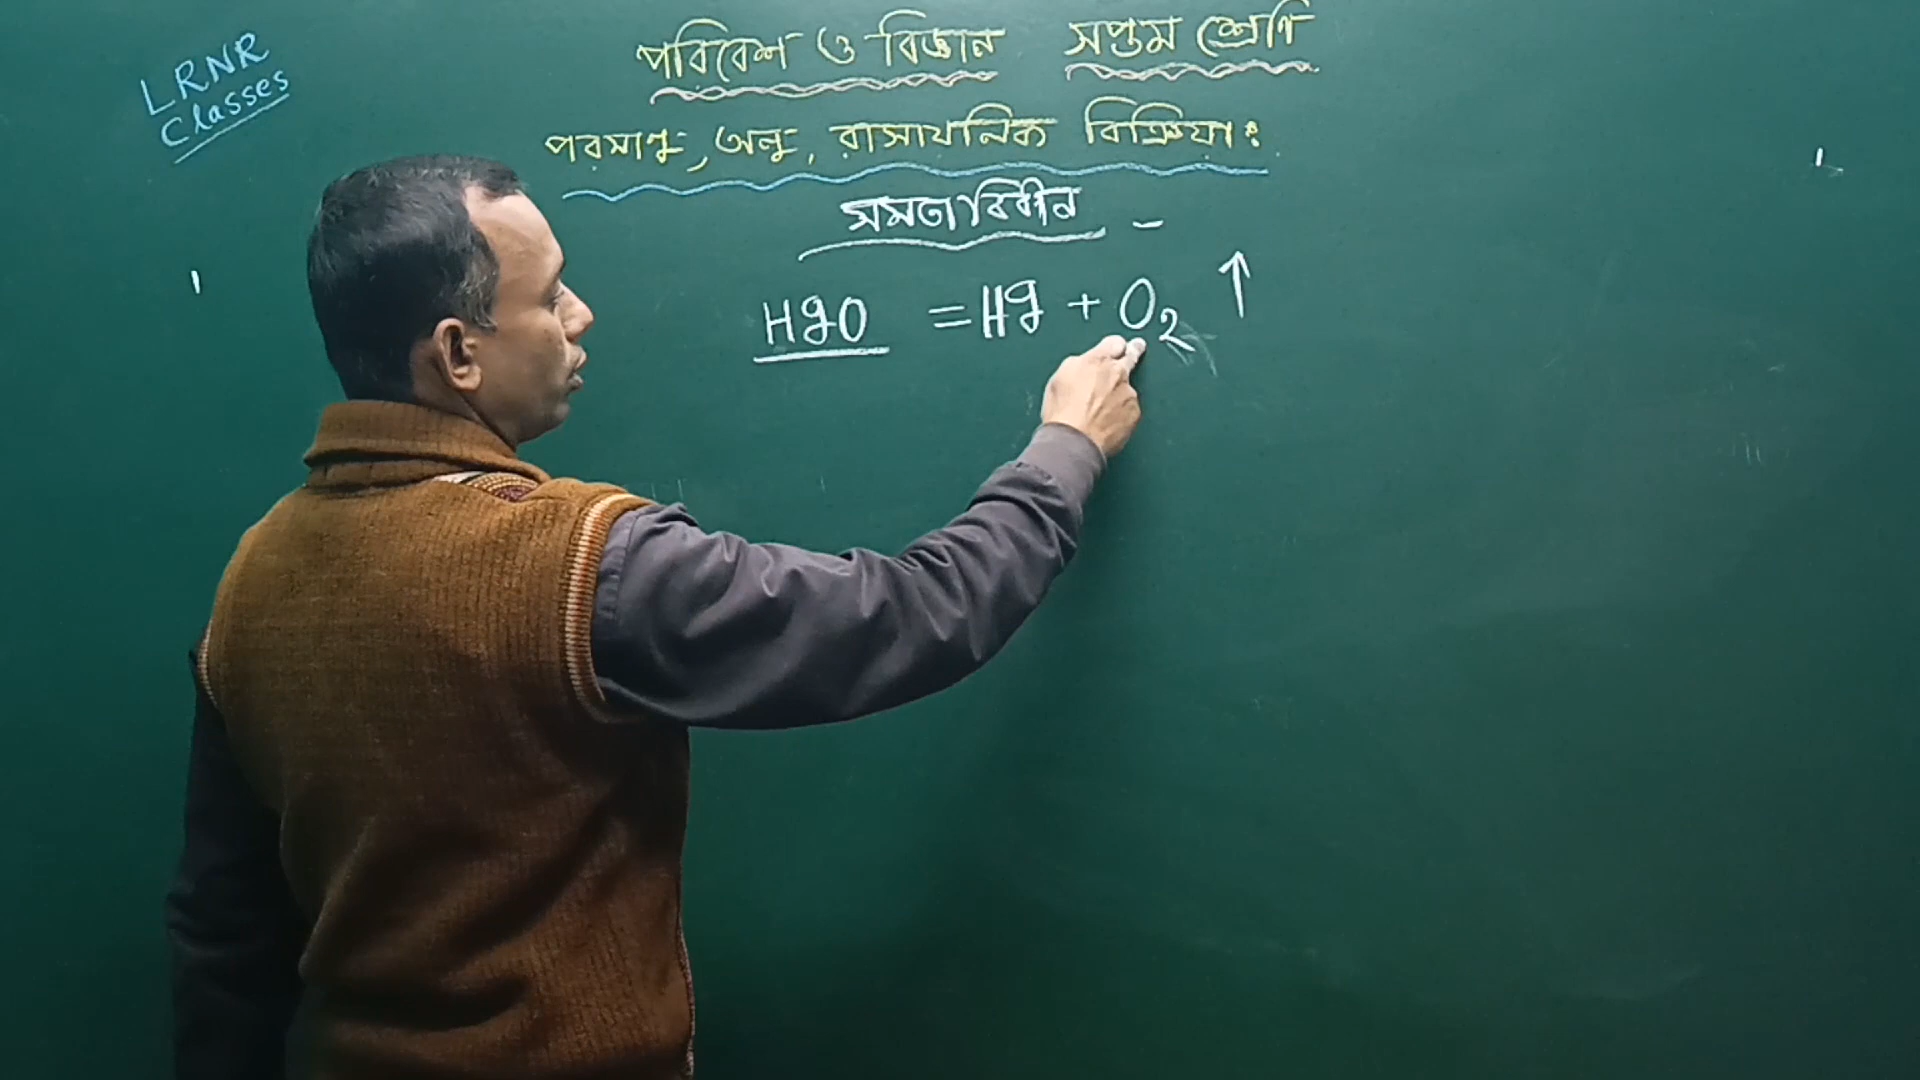 LRNR
Classes
পরিবেশ ও বিজ্ঞান সপ্তম শ্রেণি
পরমাণু, অণু, রাসায়নিক বিক্রিয়া:
সমতাবিধান -
HgO = Hg + O₂ ↑